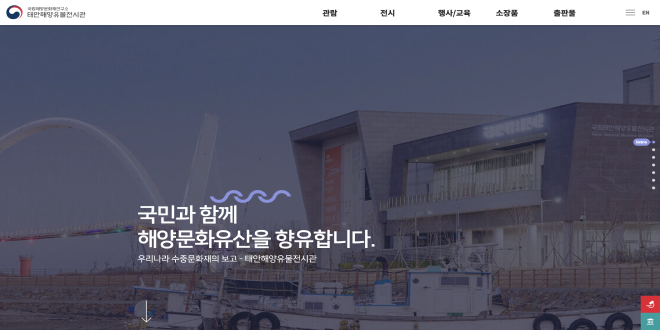 국립해양문화재연구소
태안해양유물전시관
관람
전시
행사/교육
소장품
출판물
EN
국민과 함께
해양문화유산을 향유합니다.
우리나라 수중문화재의 보고 - 태안해양유물전시관